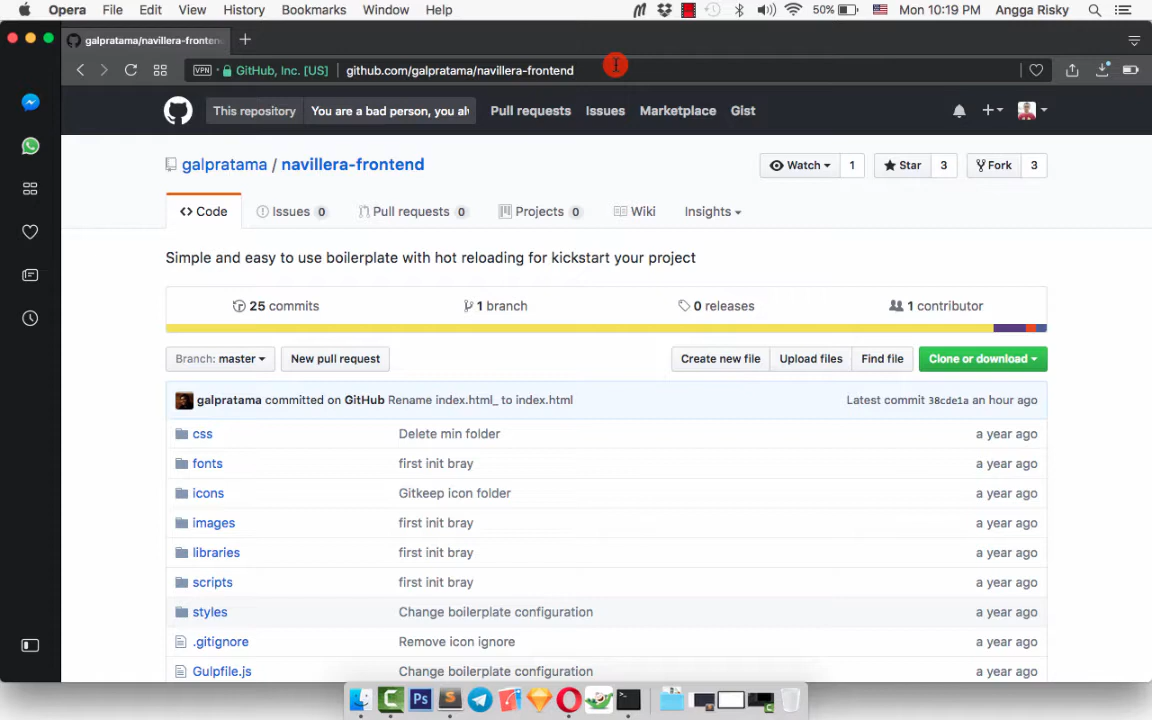 Opera File Edit View History Bookmarks Window Help 50% Mon 10:19 PM Angga Risky
galpratama/navillera-fronten
VPN GitHub, Inc. [US] github.com/galpratama/navillera-frontend
This repository You are a bad person, you al Pull requests Issues Marketplace Gist
galpratama / navillera-frontend Watch 1 Star 3 Fork 3
Code Issues 0 Pull requests 0 Projects 0 Wiki Insights
Simple and easy to use boilerplate with hot reloading for kickstart your project
25 commits 1 branch 0 releases 1 contributor
Branch: master New pull request Create new file Upload files Find file Clone or download
galpratama committed on GitHub Rename index.html_ to index.html Latest commit 38cde1a an hour ago
css Delete min folder a year ago
fonts first init bray a year ago
icons Gitkeep icon folder a year ago
images first init bray a year ago
libraries first init bray a year ago
scripts first init bray a year ago
styles Change boilerplate configuration a year ago
.gitignore Remove icon ignore a year ago
Gulpfile.js Change boilerplate configuration a year ago
Ps